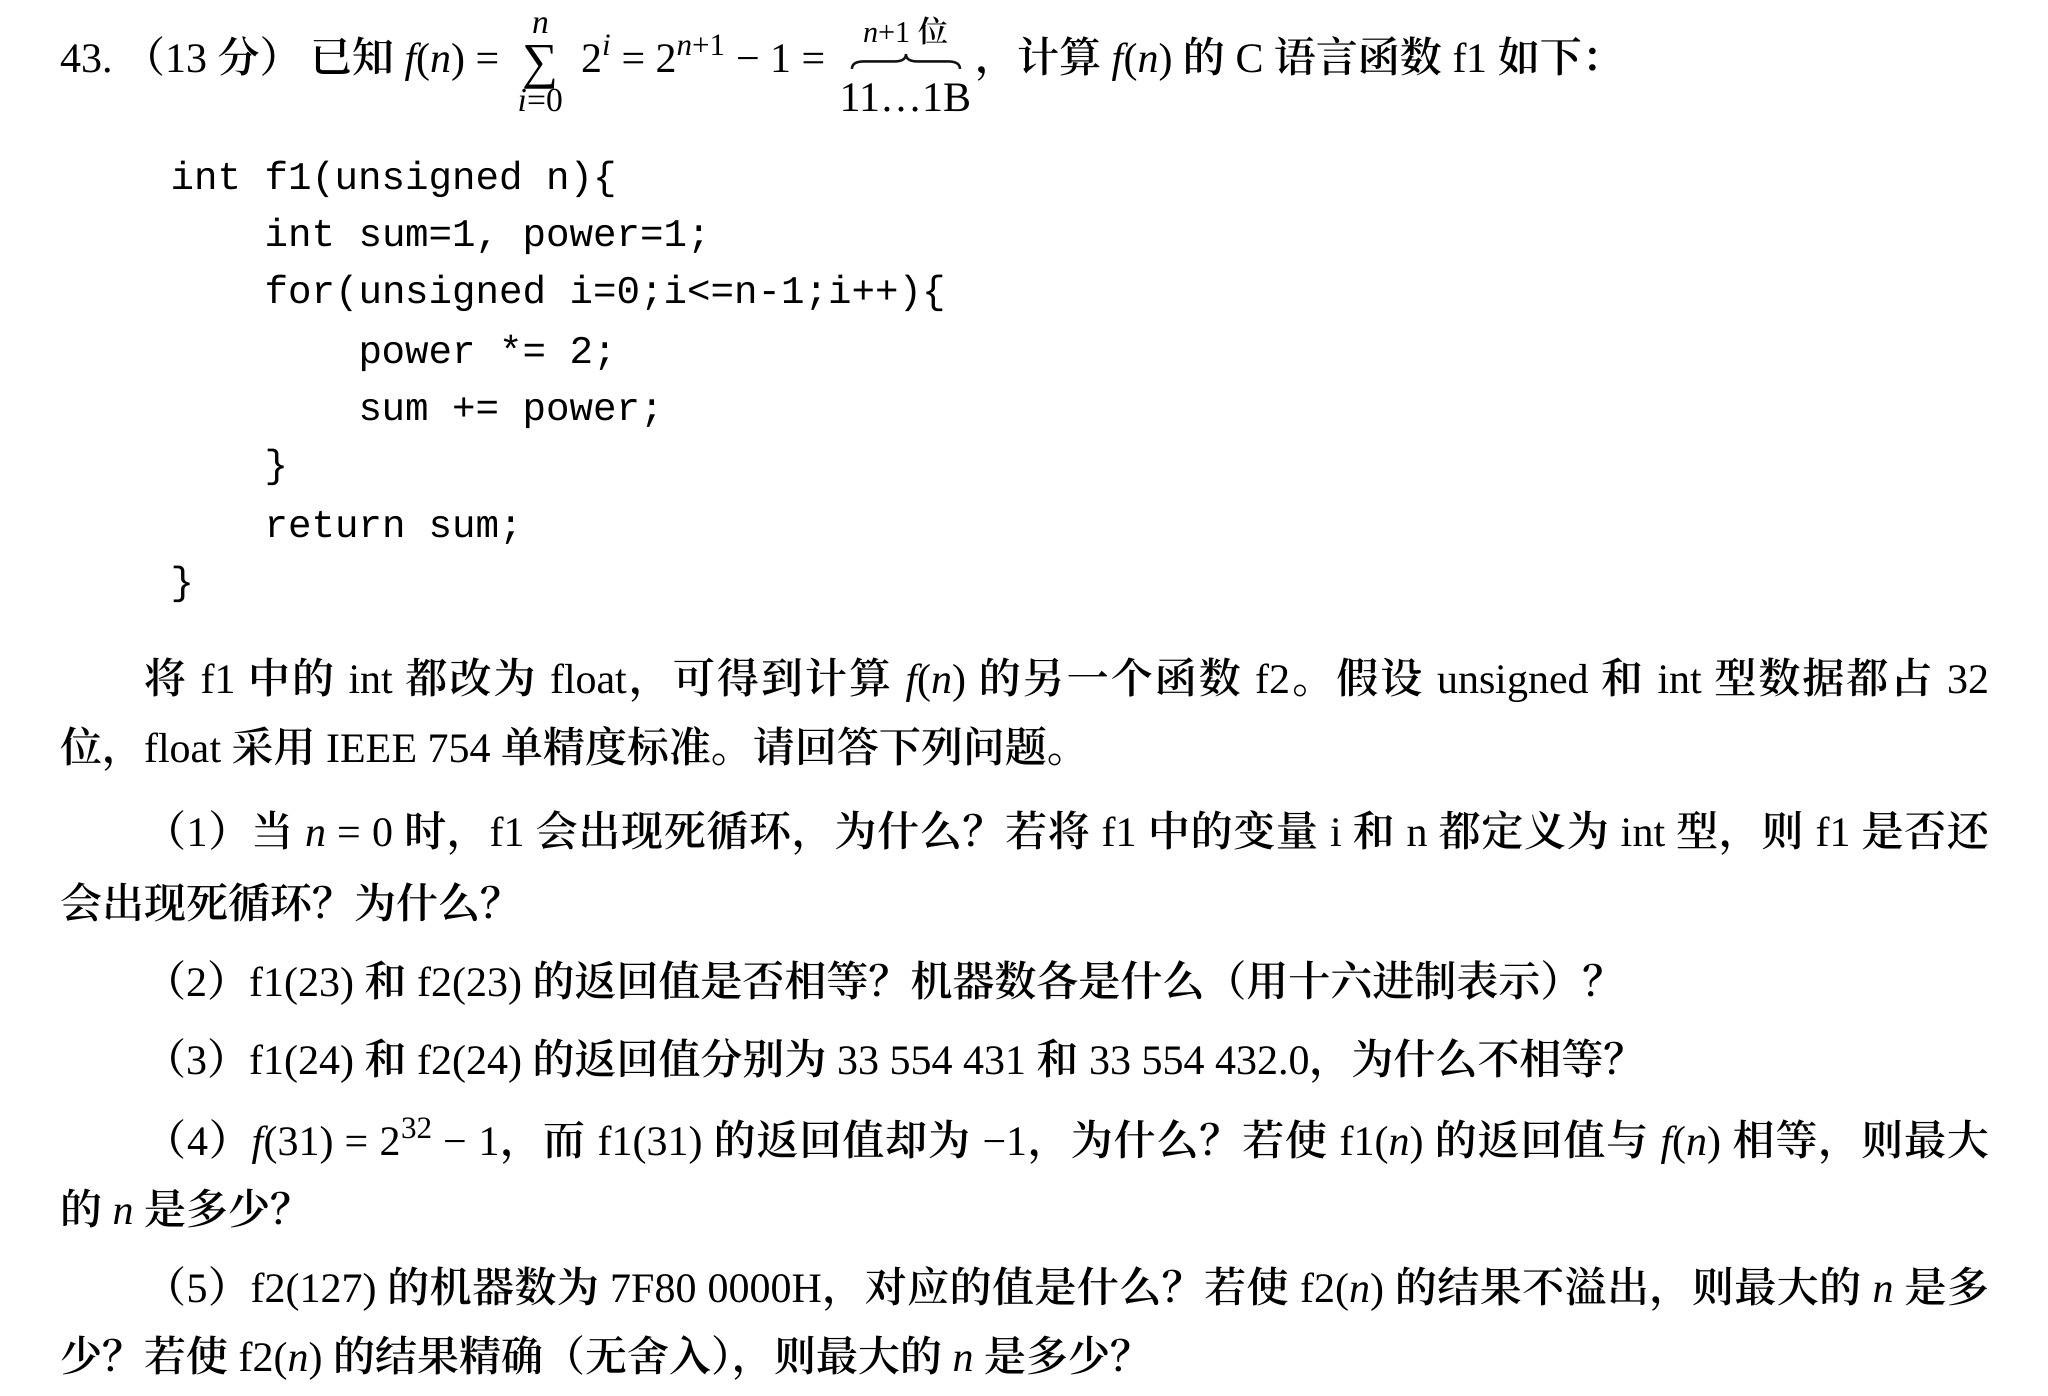 43. （13 分） 已知 f(n) = ∑_{i=0}^{n} 2^i = 2^{n+1} − 1 = \overbrace{11…1B}^{n+1 位}，计算 f(n) 的 C 语言函数 f1 如下：
int f1(unsigned n){
    int sum=1, power=1;
    for(unsigned i=0;i<=n-1;i++){
        power *= 2;
        sum += power;
    }
    return sum;
}
将 f1 中的 int 都改为 float，可得到计算 f(n) 的另一个函数 f2。假设 unsigned 和 int 型数据都占 32
位，float 采用 IEEE 754 单精度标准。请回答下列问题。
（1）当 n = 0 时，f1 会出现死循环，为什么？若将 f1 中的变量 i 和 n 都定义为 int 型，则 f1 是否还
会出现死循环？为什么？
（2）f1(23) 和 f2(23) 的返回值是否相等？机器数各是什么（用十六进制表示）？
（3）f1(24) 和 f2(24) 的返回值分别为 33 554 431 和 33 554 432.0，为什么不相等？
（4）f(31) = 2^{32} − 1，而 f1(31) 的返回值却为 −1，为什么？若使 f1(n) 的返回值与 f(n) 相等，则最大
的 n 是多少？
（5）f2(127) 的机器数为 7F80 0000H，对应的值是什么？若使 f2(n) 的结果不溢出，则最大的 n 是多
少？若使 f2(n) 的结果精确（无舍入），则最大的 n 是多少？